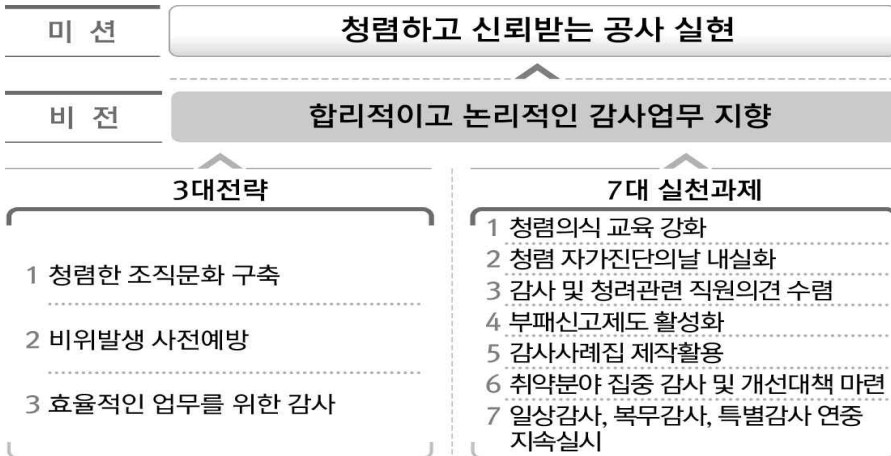 미 션
청렴하고 신뢰받는 공사 실현
비 전
합리적이고 논리적인 감사업무 지향
3대전략
1 청렴한 조직문화 구축
2 비위발생 사전예방
3 효율적인 업무를 위한 감사
7대 실천과제
1 청렴의식 교육 강화
2 청렴 자가진단의날 내실화
3 감사 및 청려관련 직원의견 수렴
4 부패신고제도 활성화
5 감사사례집 제작활용
6 취약분야 집중 감사 및 개선대책 마련
7 일상감사, 복무감사, 특별감사 연중
지속실시